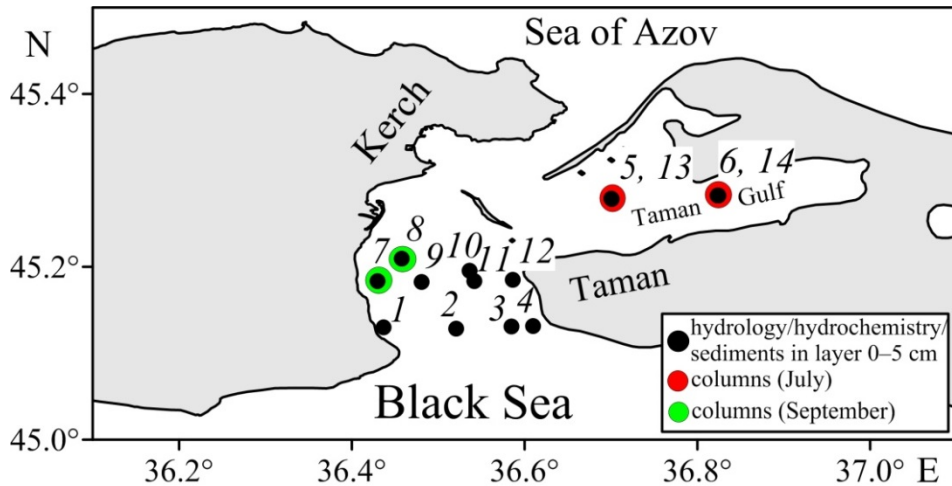 Sea of Azov
N
45.4°
Kerch
5, 13
6, 14
Taman
Gulf
8
7
9
10
11
12
45.2°
Taman
1
2
3
4
hydrology/hydrochemistry/
sediments in layer 0–5 cm
columns (July)
columns (September)
Black Sea
45.0°
36.2°
36.4°
36.6°
36.8°
37.0°
E